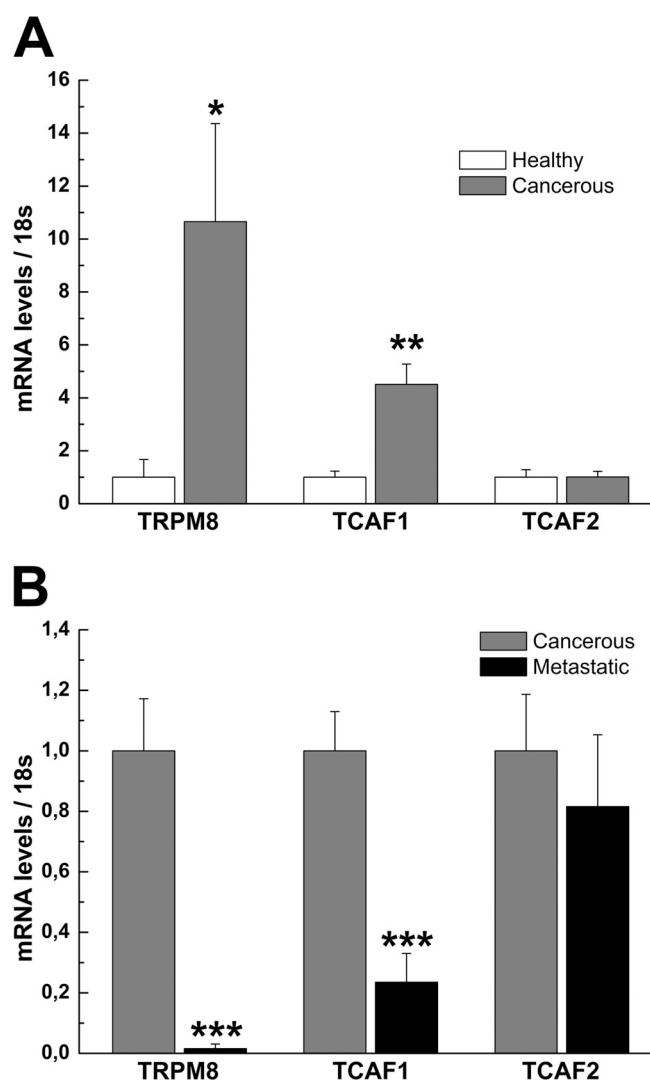 A
16
14
12
10
8
6
4
2
0
mRNA levels / 18s
*
**
Healthy
Cancerous
TRPM8 TCAF1 TCAF2
B
1,4
1,2
1,0
0,8
0,6
0,4
0,2
0,0
mRNA levels / 18s
Cancerous
Metastatic
***
***
TRPM8 TCAF1 TCAF2